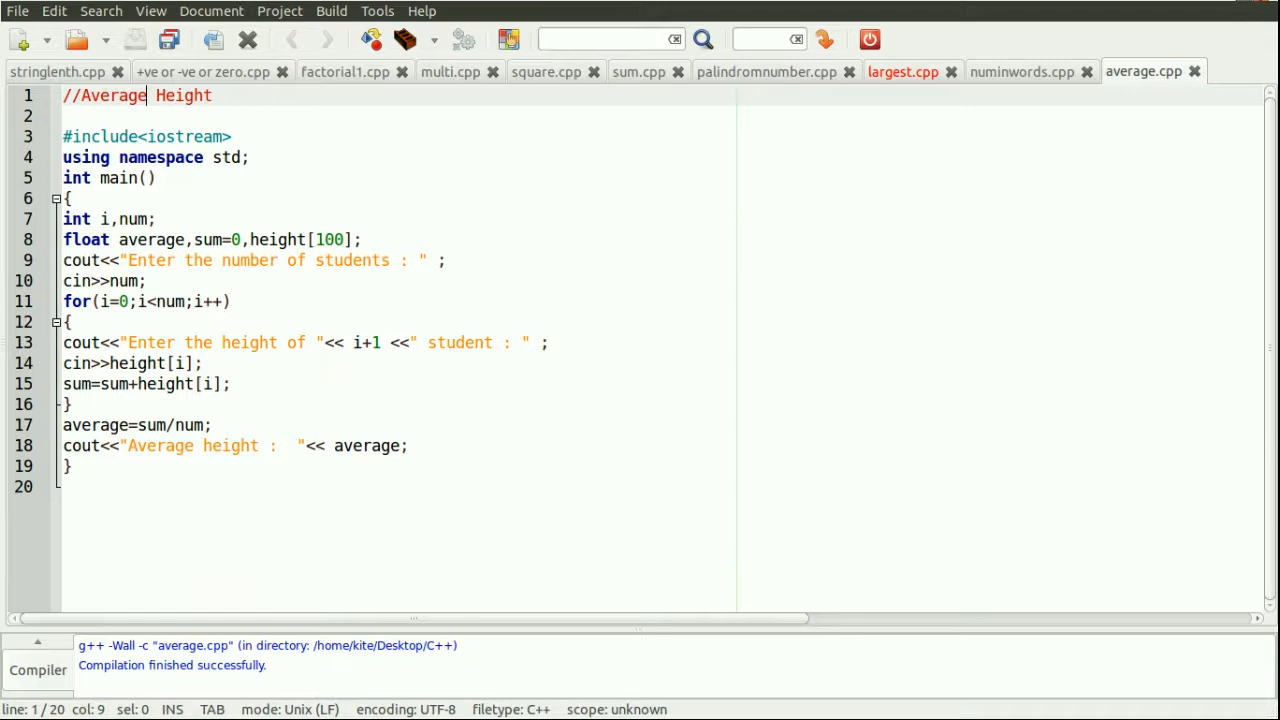 File Edit Search View Document Project Build Tools Help
stringlenth.cpp +ve or -ve or zero.cpp factorial1.cpp multi.cpp square.cpp sum.cpp palindromnumber.cpp largest.cpp numinwords.cpp average.cpp
1 //Average Height
2
3 #include<iostream>
4 using namespace std;
5 int main()
6 {
7 int i,num;
8 float average,sum=0,height[100];
9 cout<<"Enter the number of students : " ;
10 cin>>num;
11 for(i=0;i<num;i++)
12 {
13 cout<<"Enter the height of "<< i+1 <<" student : " ;
14 cin>>height[i];
15 sum=sum+height[i];
16 }
17 average=sum/num;
18 cout<<"Average height :  "<< average;
19 }
20
g++ -Wall -c "average.cpp" (in directory: /home/kite/Desktop/C++)
Compiler Compilation finished successfully.
line: 1 / 20 col: 9 sel: 0 INS TAB mode: Unix (LF) encoding: UTF-8 filetype: C++ scope: unknown